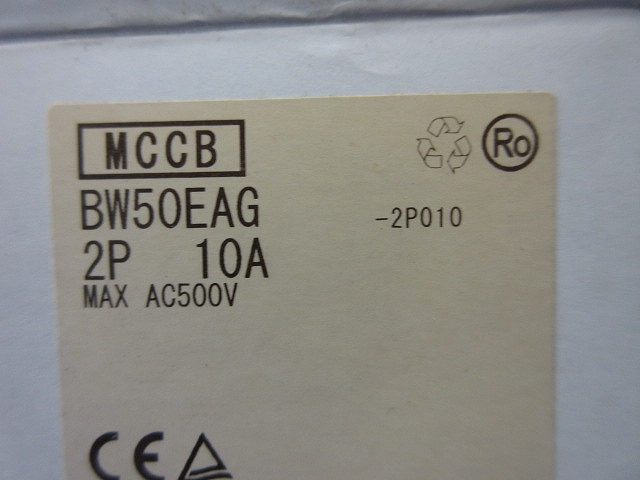 MCCB
Ro
BW50EAG -2P010
2P 10A
MAX AC500V
CE